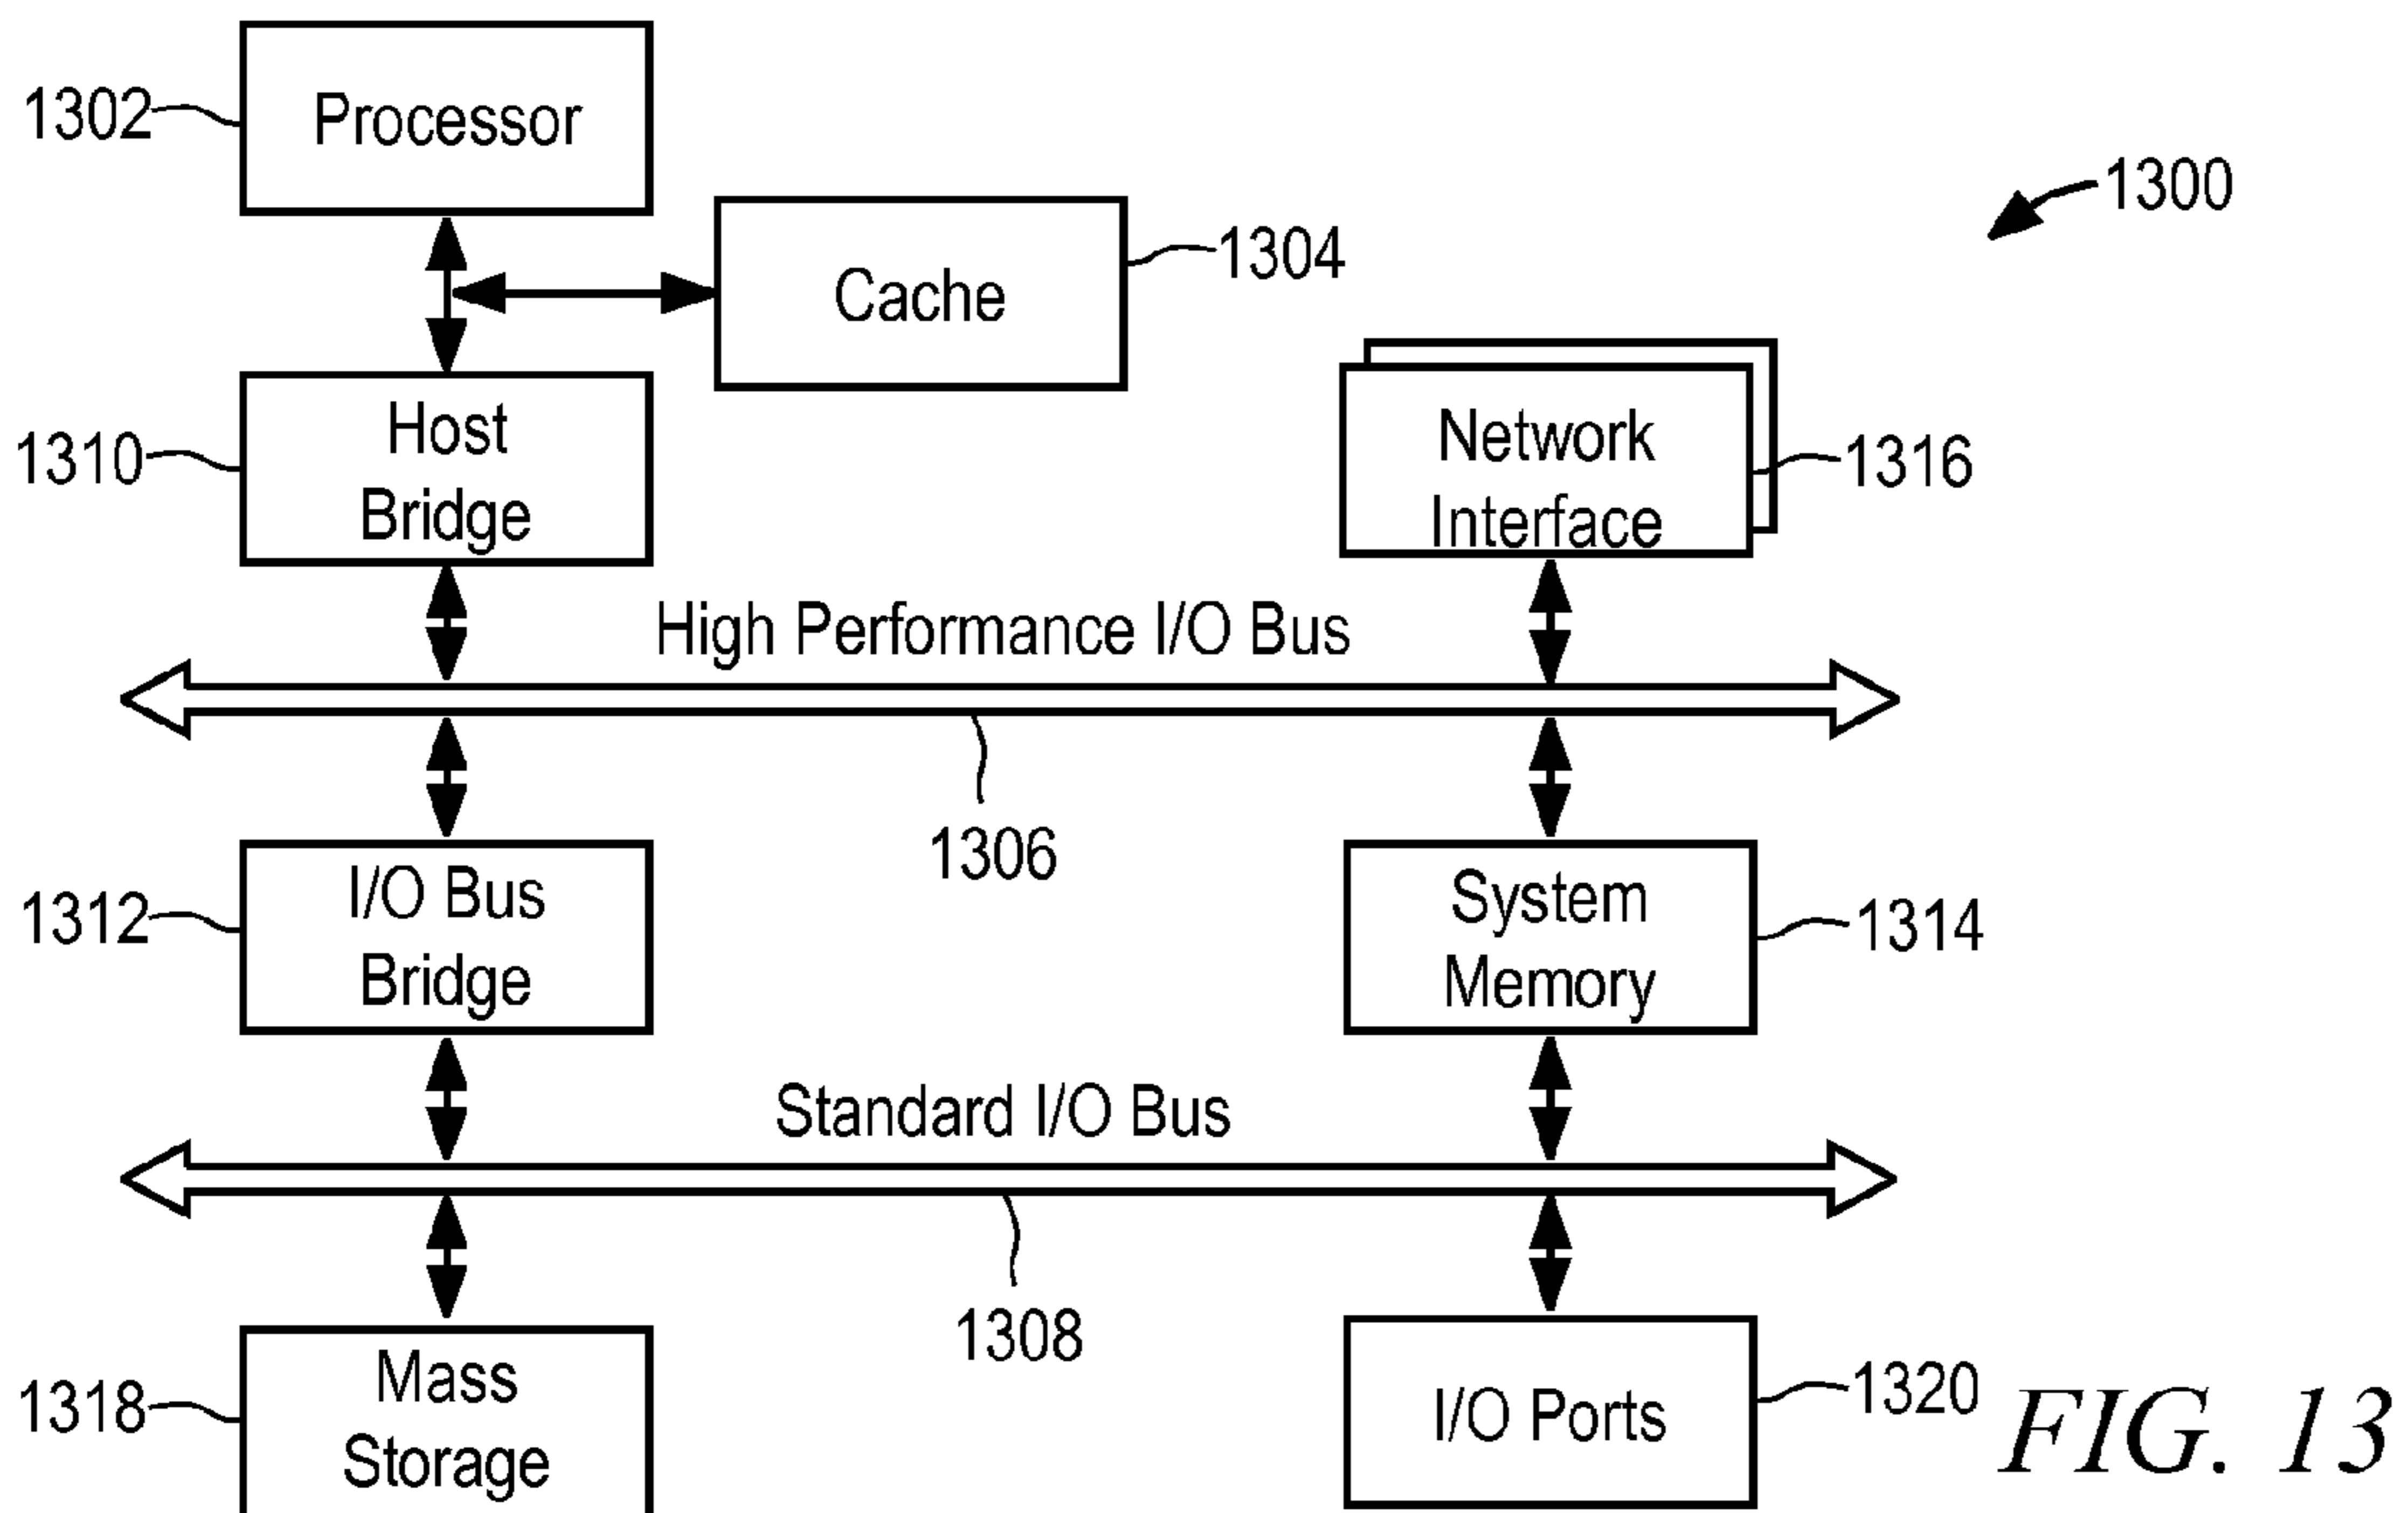 1302
Processor
1300
Cache
1304
1310
Host
Bridge
Network
Interface
1316
High Performance I/O Bus
1306
1312
I/O Bus
Bridge
System
Memory
1314
Standard I/O Bus
1308
1318
Mass
Storage
I/O Ports
1320
FIG. 13